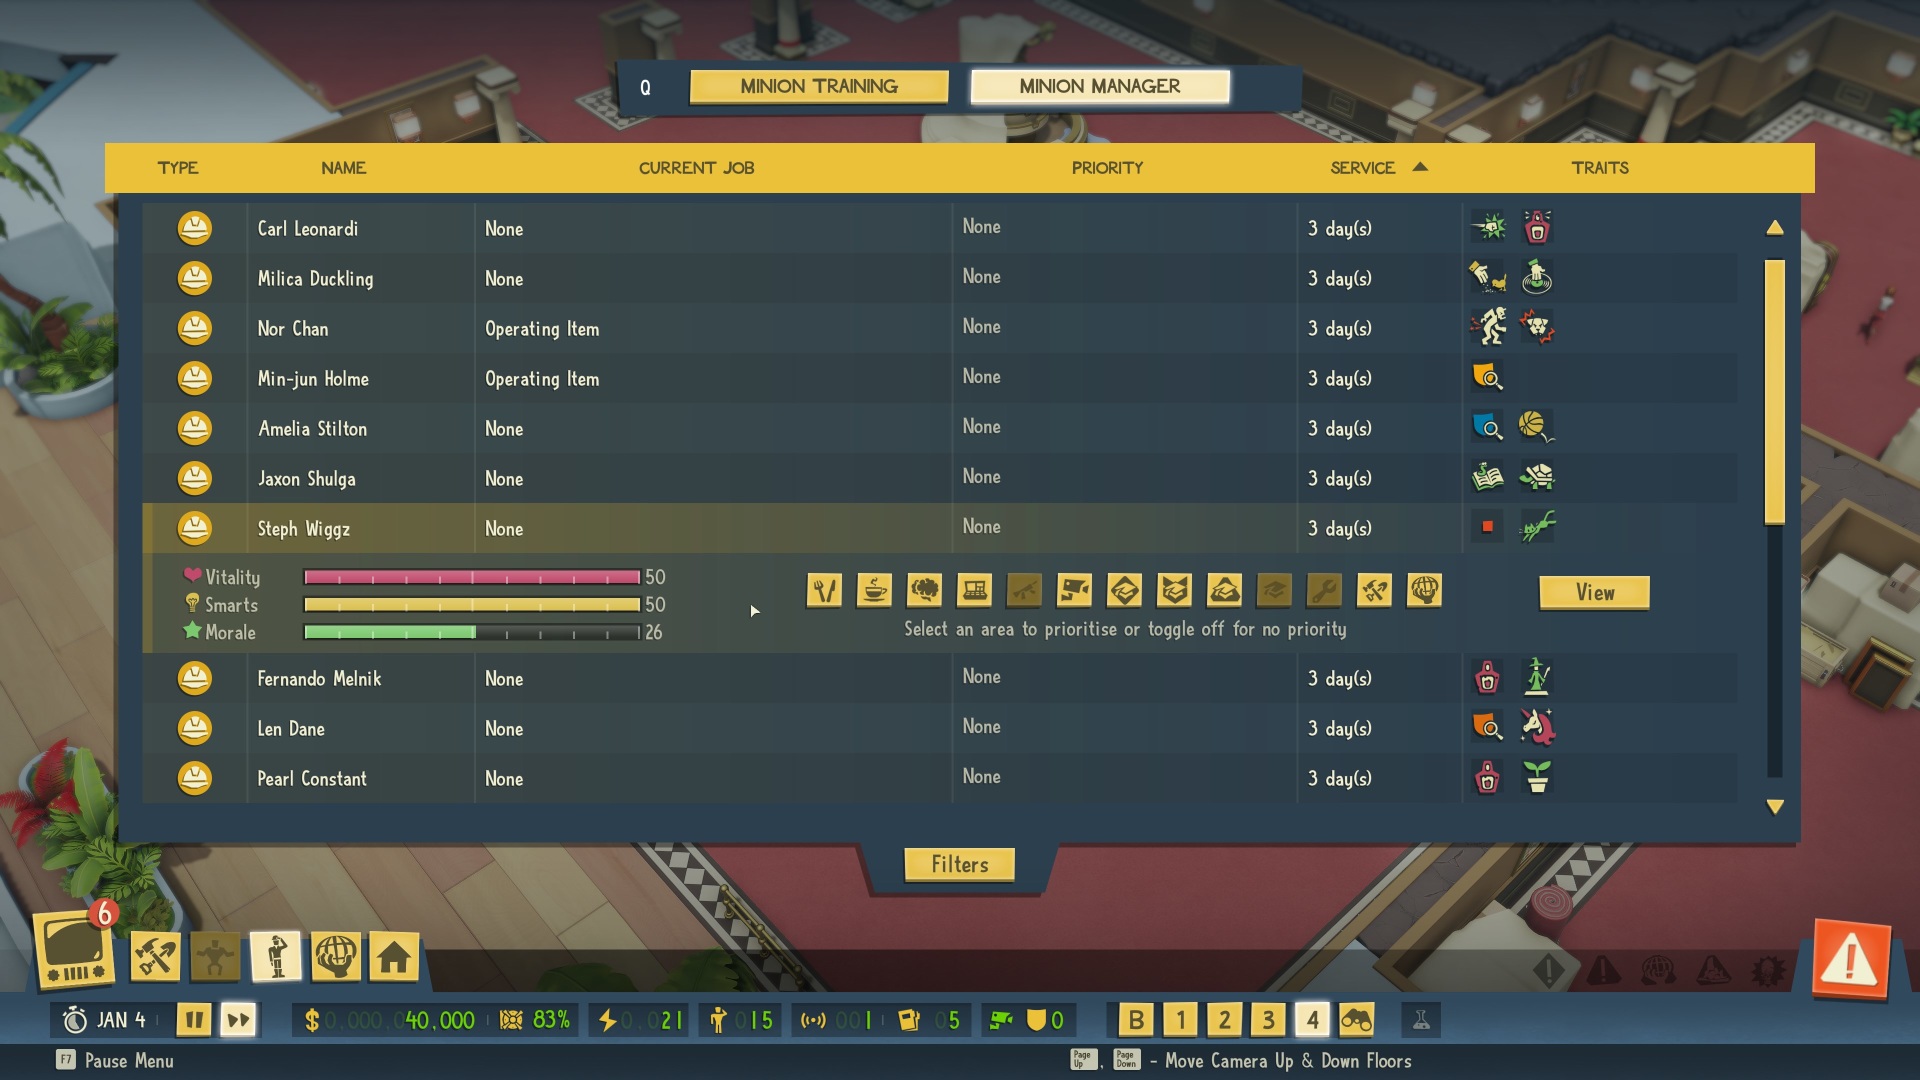 Q MINION TRAINING MINION MANAGER
TYPE NAME CURRENT JOB PRIORITY SERVICE TRAITS
Carl Leonardi None None 3 day(s)
Milica Duckling None None 3 day(s)
Nor Chan Operating Item None 3 day(s)
Min-jun Holme Operating Item None 3 day(s)
Amelia Stilton None None 3 day(s)
Jaxon Shulga None None 3 day(s)
Steph Wiggz None None 3 day(s)
Vitality 50
Smarts 50
Morale 26
View
Select an area to prioritise or toggle off for no priority
Fernando Melnik None None 3 day(s)
Len Dane None None 3 day(s)
Pearl Constant None None 3 day(s)
Filters
6
JAN 4 $0,000,040,000 83% 0,021 015 001 05 0 B 1 2 3 4
F7 Pause Menu Page Up, Page Down - Move Camera Up & Down Floors